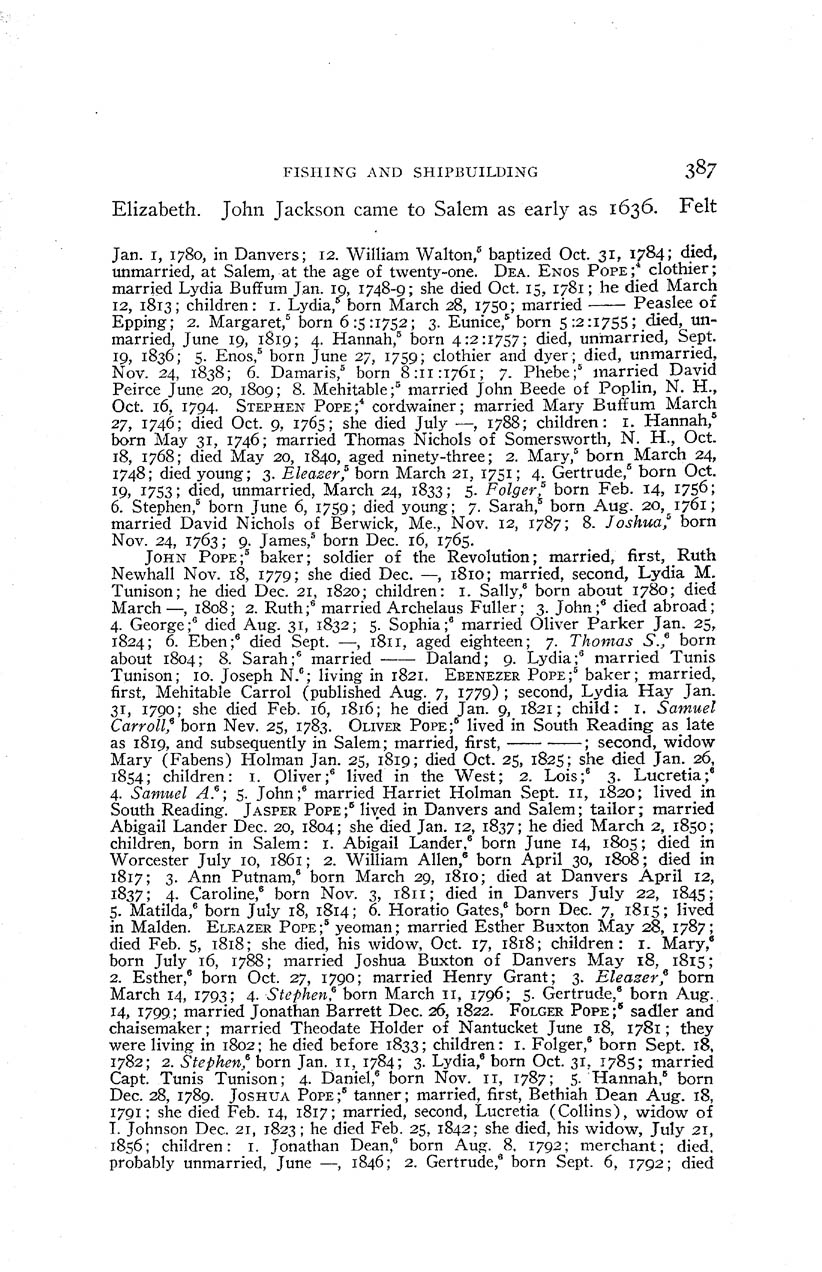 FISHING AND SHIPBUILDING 387
Elizabeth. John Jackson came to Salem as early as 1636. Felt
Jan. 1, 1780, in Danvers; 12. William Walton,⁵ baptized Oct. 31, 1784; died,
unmarried, at Salem, at the age of twenty-one. DEA. ENOS POPE;⁴ clothier;
married Lydia Buffum Jan. 19, 1748-9; she died Oct. 15, 1781; he died March
12, 1813; children: 1. Lydia,⁵ born March 28, 1750; married —— Peaslee of
Epping; 2. Margaret,⁵ born 6:5:1752; 3. Eunice,⁵ born 5:2:1755; died, un-
married, June 19, 1819; 4. Hannah,⁵ born 4:2:1757; died, unmarried, Sept.
19, 1836; 5. Enos,⁵ born June 27, 1759; clothier and dyer; died, unmarried,
Nov. 24, 1838; 6. Damaris,⁵ born 8:11:1761; 7. Phebe;⁵ married David
Peirce June 20, 1809; 8. Mehitable;⁵ married John Beede of Poplin, N. H.,
Oct. 16, 1794. STEPHEN POPE;⁴ cordwainer; married Mary Buffum March
27, 1746; died Oct. 9, 1765; she died July —, 1788; children: 1. Hannah,⁵
born May 31, 1746; married Thomas Nichols of Somersworth, N. H., Oct.
18, 1768; died May 20, 1840, aged ninety-three; 2. Mary,⁵ born March 24,
1748; died young; 3. Eleazer,⁵ born March 21, 1751; 4. Gertrude,⁵ born Oct.
19, 1753; died, unmarried, March 24, 1833; 5. Folger,⁵ born Feb. 14, 1756;
6. Stephen,⁵ born June 6, 1759; died young; 7. Sarah,⁵ born Aug. 20, 1761;
married David Nichols of Berwick, Me., Nov. 12, 1787; 8. Joshua,⁵ born
Nov. 24, 1763; 9. James,⁵ born Dec. 16, 1765.
JOHN POPE;⁵ baker; soldier of the Revolution; married, first, Ruth
Newhall Nov. 18, 1779; she died Dec. —, 1810; married, second, Lydia M.
Tunison; he died Dec. 21, 1820; children: 1. Sally,⁶ born about 1780; died
March —, 1808; 2. Ruth;⁶ married Archelaus Fuller; 3. John;⁶ died abroad;
4. George;⁶ died Aug. 31, 1832; 5. Sophia;⁶ married Oliver Parker Jan. 25,
1824; 6. Eben;⁶ died Sept. —, 1811, aged eighteen; 7. Thomas S.,⁶ born
about 1804; 8. Sarah;⁶ married —— Daland; 9. Lydia;⁶ married Tunis
Tunison; 10. Joseph N.⁶; living in 1821. EBENEZER POPE;⁵ baker; married,
first, Mehitable Carrol (published Aug. 7, 1779); second, Lydia Hay Jan.
31, 1790; she died Feb. 16, 1816; he died Jan. 9, 1821; child: 1. Samuel
Carroll,⁶ born Nev. 25, 1783. OLIVER POPE;⁵ lived in South Reading as late
as 1819, and subsequently in Salem; married, first, —— ——; second, widow
Mary (Fabens) Holman Jan. 25, 1819; died Oct. 25, 1825; she died Jan. 26,
1854; children: 1. Oliver;⁶ lived in the West; 2. Lois;⁶ 3. Lucretia;⁶
4. Samuel A.⁶; 5. John;⁶ married Harriet Holman Sept. 11, 1820; lived in
South Reading. JASPER POPE;⁵ lived in Danvers and Salem; tailor; married
Abigail Lander Dec. 20, 1804; she died Jan. 12, 1837; he died March 2, 1850;
children, born in Salem: 1. Abigail Lander,⁶ born June 14, 1805; died in
Worcester July 10, 1861; 2. William Allen,⁶ born April 30, 1808; died in
1817; 3. Ann Putnam,⁶ born March 29, 1810; died at Danvers April 12,
1837; 4. Caroline,⁶ born Nov. 3, 1811; died in Danvers July 22, 1845;
5. Matilda,⁶ born July 18, 1814; 6. Horatio Gates,⁶ born Dec. 7, 1815; lived
in Malden. ELEAZER POPE;⁵ yeoman; married Esther Buxton May 28, 1787;
died Feb. 5, 1818; she died, his widow, Oct. 17, 1818; children: 1. Mary,⁶
born July 16, 1788; married Joshua Buxton of Danvers May 18, 1815;
2. Esther,⁶ born Oct. 27, 1790; married Henry Grant; 3. Eleazer,⁶ born
March 14, 1793; 4. Stephen,⁶ born March 11, 1796; 5. Gertrude,⁶ born Aug.
14, 1799; married Jonathan Barrett Dec. 26, 1822. FOLGER POPE;⁵ sadler and
chaisemaker; married Theodate Holder of Nantucket June 18, 1781; they
were living in 1802; he died before 1833; children: 1. Folger,⁶ born Sept. 18,
1782; 2. Stephen,⁶ born Jan. 11, 1784; 3. Lydia,⁶ born Oct. 31, 1785; married
Capt. Tunis Tunison; 4. Daniel,⁶ born Nov. 11, 1787; 5. Hannah,⁶ born
Dec. 28, 1789. JOSHUA POPE;⁵ tanner; married, first, Bethiah Dean Aug. 18,
1791; she died Feb. 14, 1817; married, second, Lucretia (Collins), widow of
I. Johnson Dec. 21, 1823; he died Feb. 25, 1842; she died, his widow, July 21,
1856; children: 1. Jonathan Dean,⁶ born Aug. 8, 1792; merchant; died,
probably unmarried, June —, 1846; 2. Gertrude,⁶ born Sept. 6, 1792; died